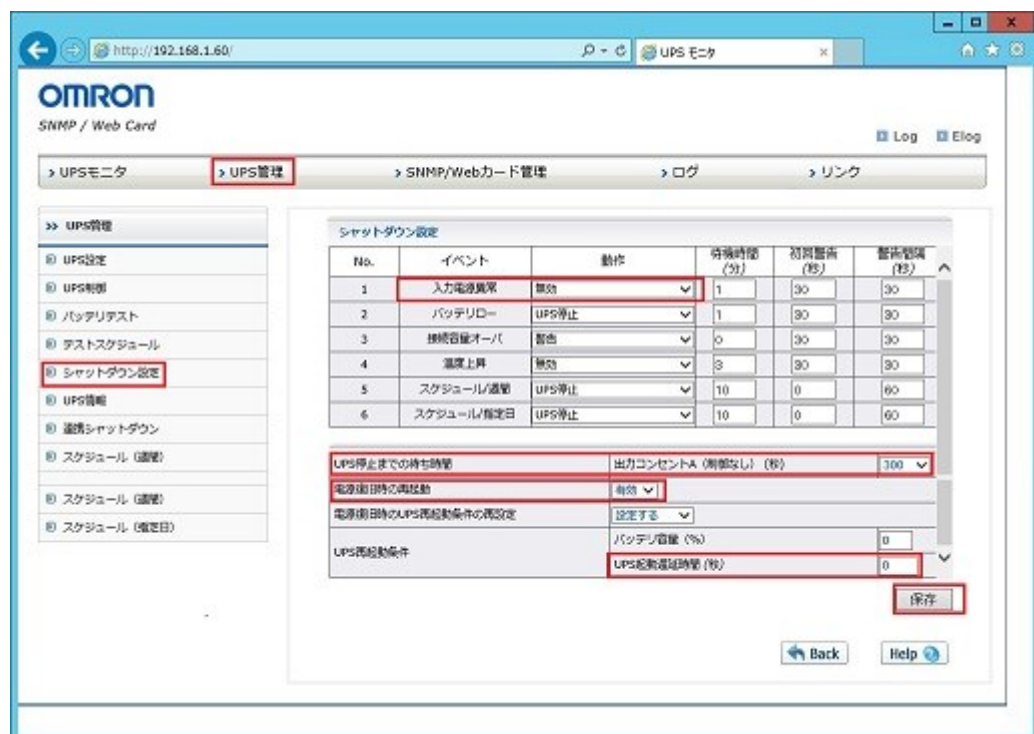 http://192.168.1.60/
UPS モニタ
OMRON
SNMP / Web Card
Log Elog
UPSモニタ UPS管理 SNMP/Webカード管理 ログ リンク
UPS管理
UPS設定
UPS制御
バッテリテスト
テストスケジュール
シャットダウン設定
UPS情報
連携シャットダウン
スケジュール (週間)
スケジュール (週間)
スケジュール (指定日)
シャットダウン設定
No. イベント 動作 待機時間(分) 初回警告(秒) 警告間隔(秒)
1 入力電源異常 無効 1 30 30
2 バッテリロー UPS停止 1 30 30
3 接続容量オーバ 警告 0 30 30
4 温度上昇 無効 3 30 30
5 スケジュール/週間 UPS停止 10 0 60
6 スケジュール/指定日 UPS停止 10 0 60
UPS停止までの待ち時間 出力コンセントA (制御なし) (秒) 300
電源復旧時の再起動 有効
電源復旧時のUPS再起動条件の再設定 設定する
UPS再起動条件 バッテリ容量 (%) 0
UPS起動遅延時間 (秒) 0
保存
Back Help